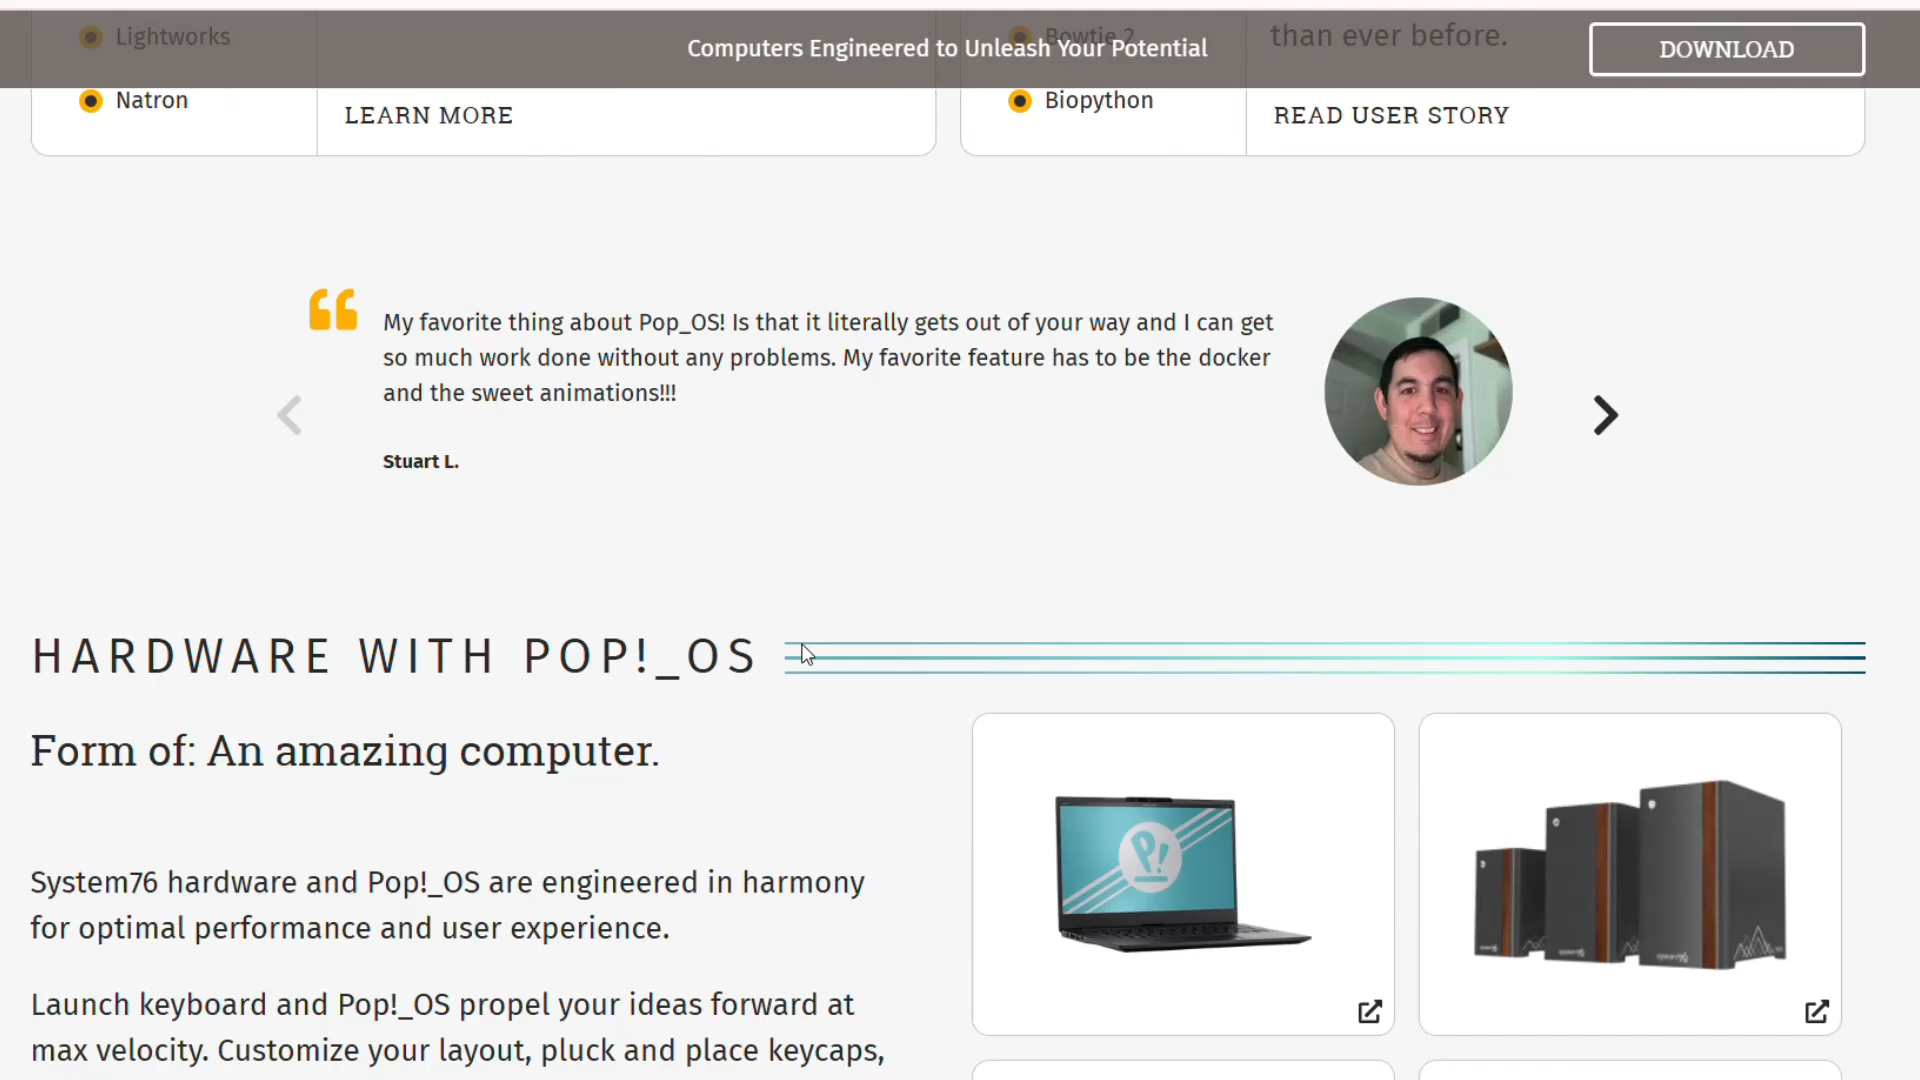 Lightworks
Bowtie 2
than ever before.
Computers Engineered to Unleash Your Potential
DOWNLOAD
Natron
LEARN MORE
Biopython
READ USER STORY
My favorite thing about Pop_OS! Is that it literally gets out of your way and I can get
so much work done without any problems. My favorite feature has to be the docker
and the sweet animations!!!
Stuart L.
HARDWARE WITH POP!_OS
Form of: An amazing computer.
System76 hardware and Pop!_OS are engineered in harmony
for optimal performance and user experience.
Launch keyboard and Pop!_OS propel your ideas forward at
max velocity. Customize your layout, pluck and place keycaps,
P!